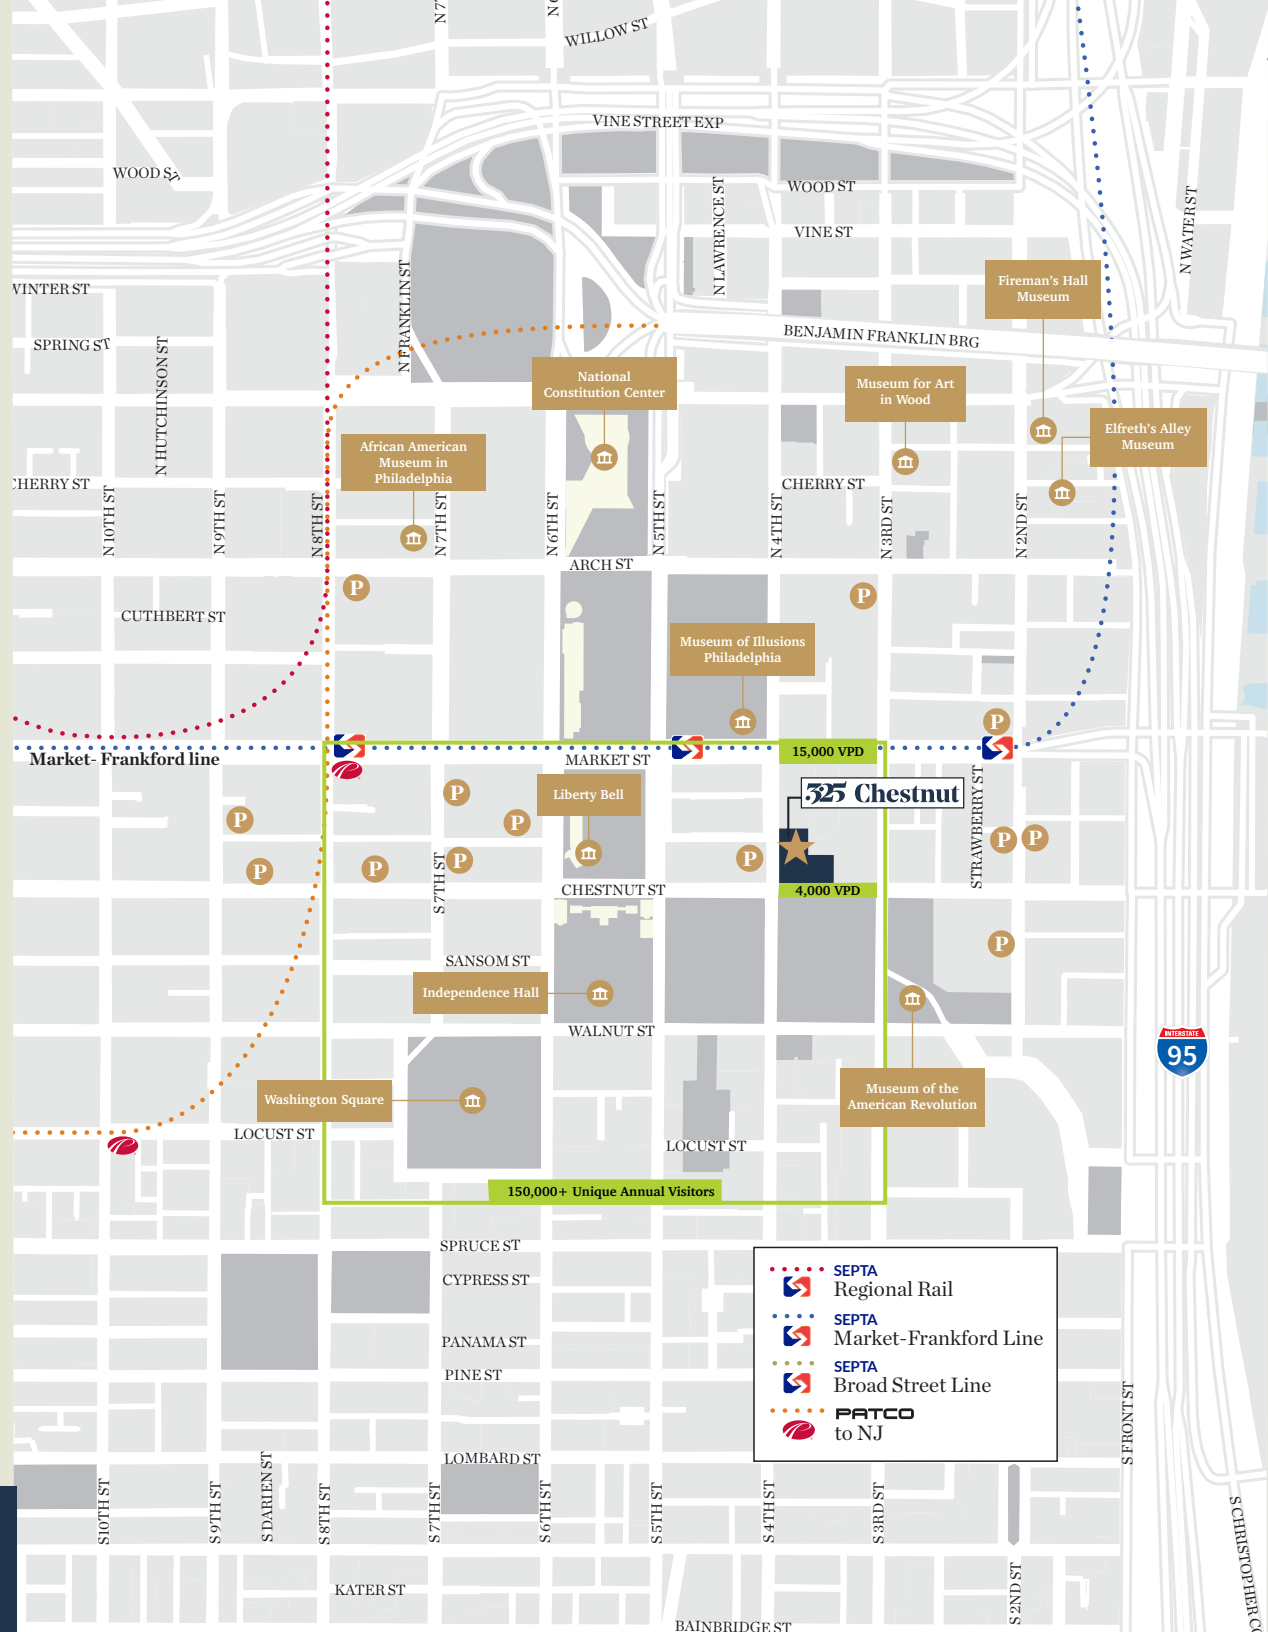 N 7T
N 6
WILLOW ST
VINE STREET EXP
WOOD ST
WOOD ST
N LAWRENCE ST
N WATER ST
VINE ST
Fireman's Hall
Museum
N FRANKLIN ST
VINTER ST
BENJAMIN FRANKLIN BRG
SPRING ST
N HUTCHINSON ST
National
Constitution Center
Museum for Art
in Wood
Elfreth's Alley
Museum
African American
Museum in
Philadelphia
CHERRY ST
CHERRY ST
N 10TH ST
N 9TH ST
N 8TH ST
N 7TH ST
N 6TH ST
N 5TH ST
N 4TH ST
N 3RD ST
N 2ND ST
ARCH ST
P
P
CUTHBERT ST
Museum of Illusions
Philadelphia
P
Market- Frankford line
MARKET ST
15,000 VPD
325 Chestnut
STRAWBERRY ST
P
Liberty Bell
P
P
P
P
P
P
P
P
S 7TH ST
CHESTNUT ST
4,000 VPD
P
SANSOM ST
Independence Hall
WALNUT ST
INTERSTATE
95
Washington Square
Museum of the
American Revolution
LOCUST ST
LOCUST ST
150,000+ Unique Annual Visitors
SPRUCE ST
CYPRESS ST
PANAMA ST
PINE ST
SEPTA
Regional Rail
SEPTA
Market-Frankford Line
SEPTA
Broad Street Line
PATCO
to NJ
S FRONT ST
LOMBARD ST
S 10TH ST
S 9TH ST
S DARIEN ST
S 8TH ST
S 7TH ST
S 6TH ST
S 5TH ST
S 4TH ST
S 3RD ST
S 2ND ST
S CHRISTOPHER CO
KATER ST
BAINBRIDGE ST